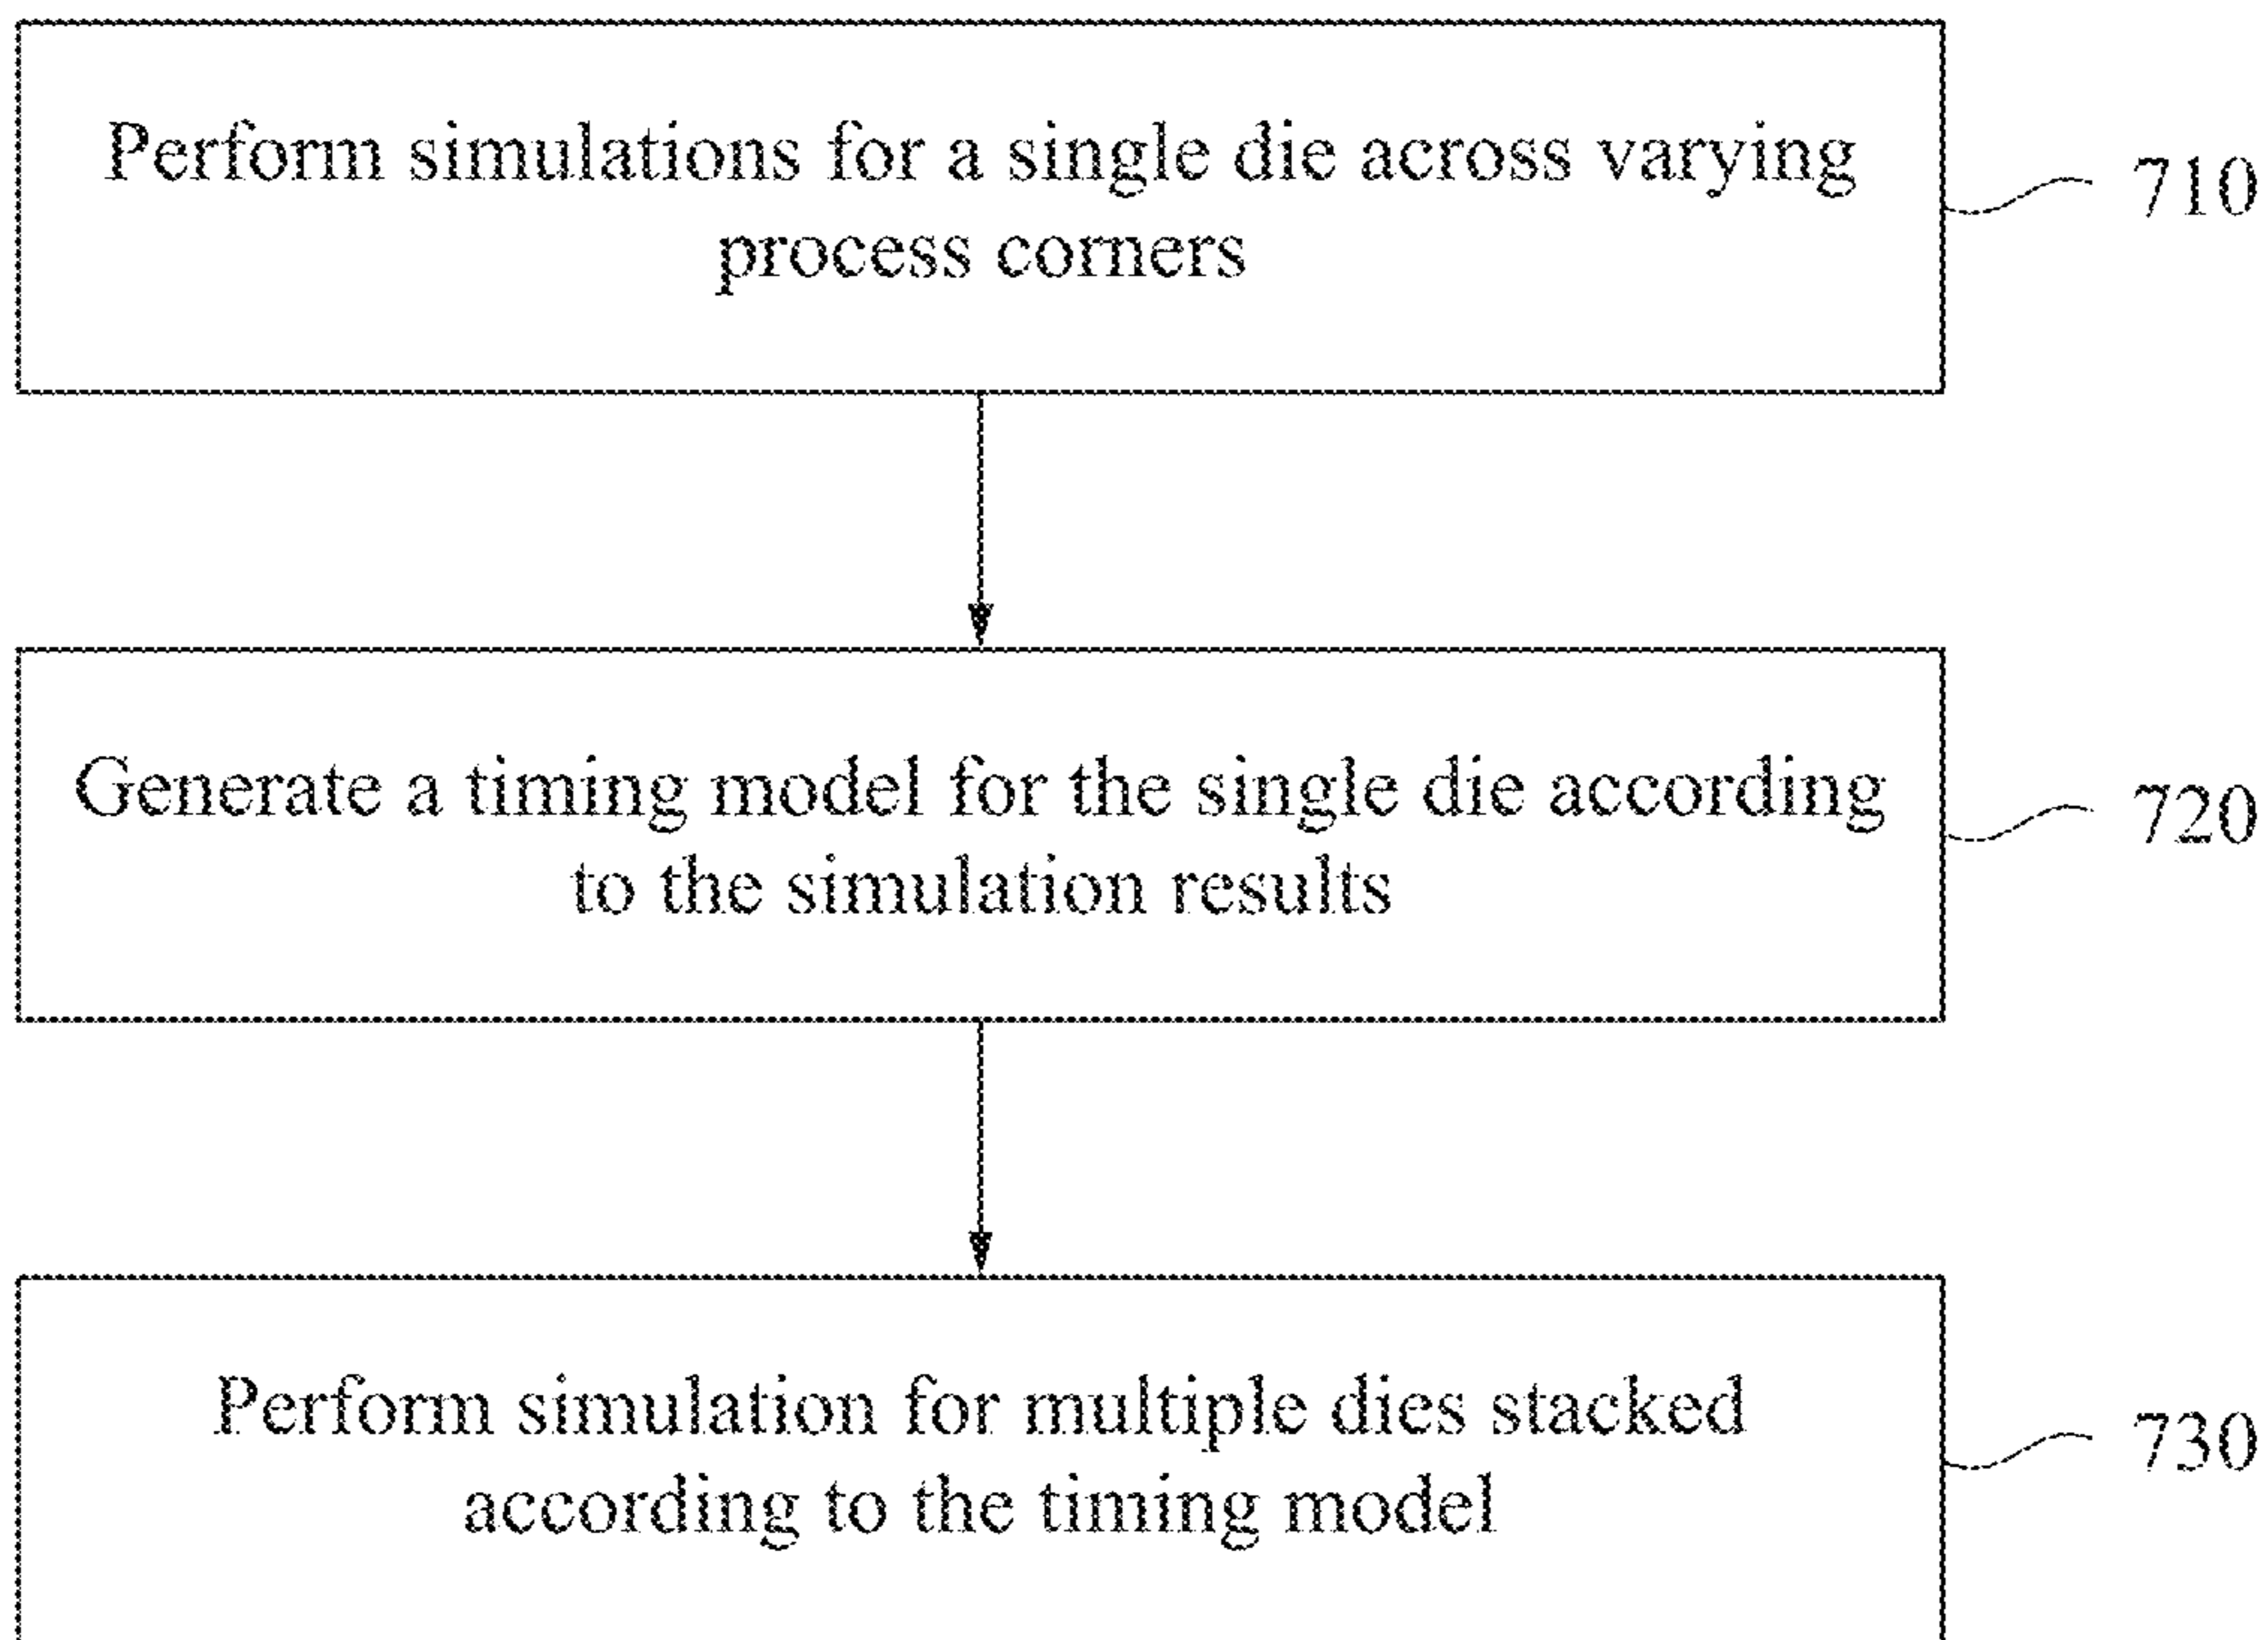 Perform simulations for a single die across varying
process corners
710
Generate a timing model for the single die according
to the simulation results
720
Perform simulation for multiple dies stacked
according to the timing model
730